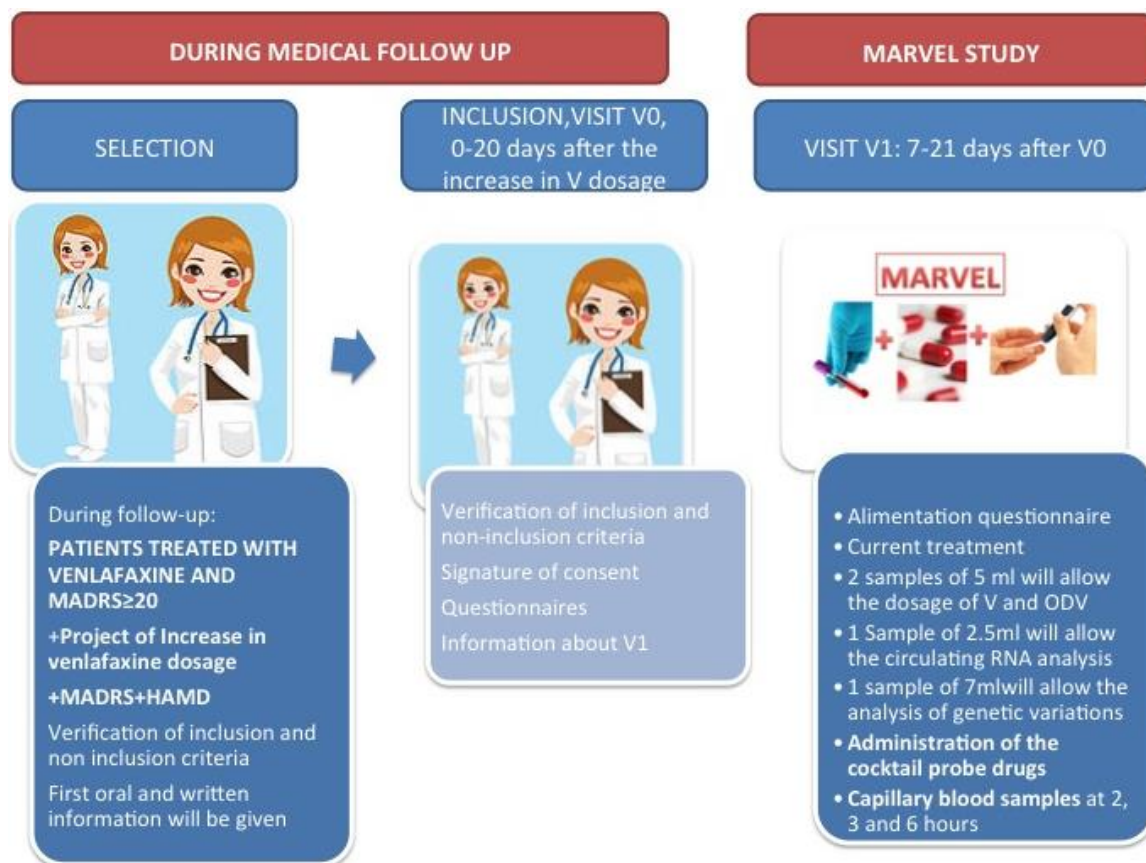 DURING MEDICAL FOLLOW UP
MARVEL STUDY
SELECTION
INCLUSION,VISIT V0,
0-20 days after the
increase in V dosage
VISIT V1: 7-21 days after V0
MARVEL
+
+
During follow-up:
PATIENTS TREATED WITH
VENLAFAXINE AND
MADRS≥20
+Project of Increase in
venlafaxine dosage
+MADRS+HAMD
Verification of inclusion and
non inclusion criteria
First oral and written
information will be given
Verification of inclusion and
non-inclusion criteria
Signature of consent
Questionnaires
Information about V1
• Alimentation questionnaire
• Current treatment
• 2 samples of 5 ml will allow
the dosage of V and ODV
• 1 Sample of 2.5ml will allow
the circulating RNA analysis
• 1 sample of 7mlwill allow the
analysis of genetic variations
• Administration of the
cocktail probe drugs
• Capillary blood samples at 2,
3 and 6 hours